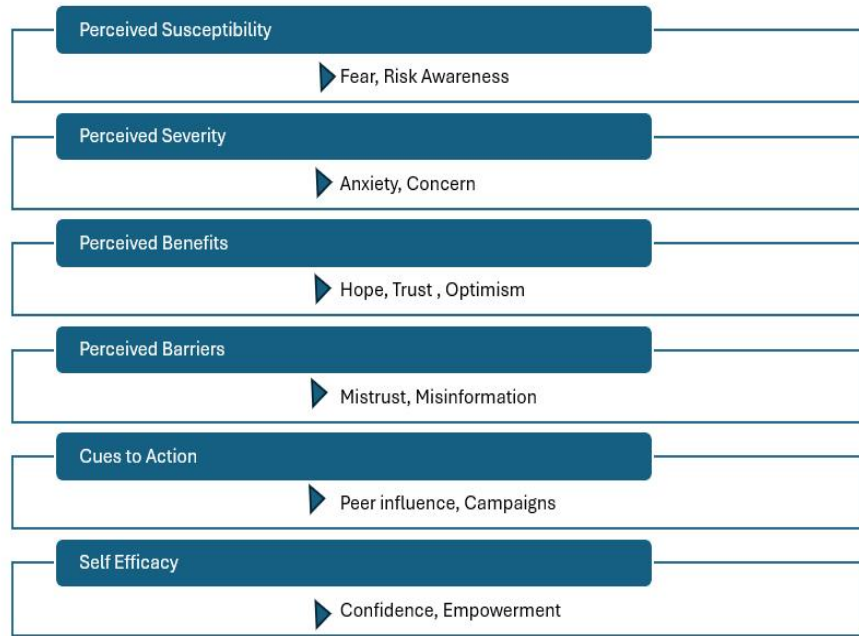 Perceived Susceptibility
Fear, Risk Awareness
Perceived Severity
Anxiety, Concern
Perceived Benefits
Hope, Trust , Optimism
Perceived Barriers
Mistrust, Misinformation
Cues to Action
Peer influence, Campaigns
Self Efficacy
Confidence, Empowerment